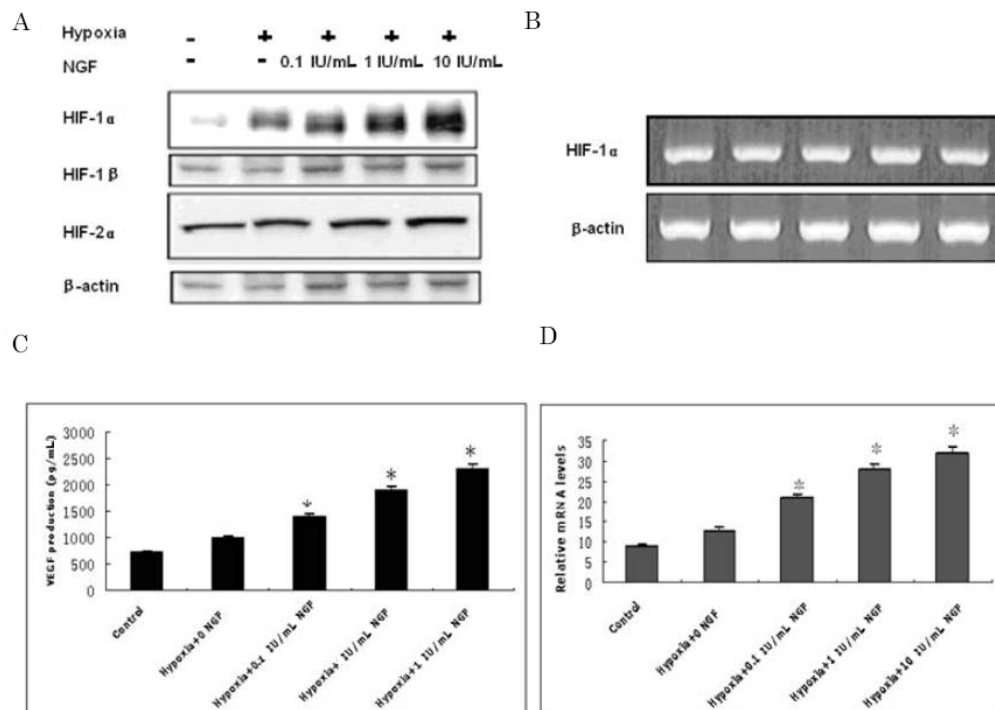 A
Hypoxia - + + + +
NGF - - 0.1 IU/mL 1 IU/mL 10 IU/mL
HIF-1α
HIF-1β
HIF-2α
β-actin
B
HIF-1α
β-actin
C
VEGF production (pg/mL)
3000
2500
2000
1500
1000
500
0
* * *
Control
Hypoxia+0 NGF
Hypoxia+0.1 IU/mL NGF
Hypoxia+ IU/mL NGF
Hypoxia+1 IU/mL NGF
D
Relative mRNA levels
35
30
25
20
15
10
5
0
* * *
Control
Hypoxia+0 NGF
Hypoxia+0.1 IU/mL NGF
Hypoxia+1 IU/mL NGF
Hypoxia+10 IU/mL NGF